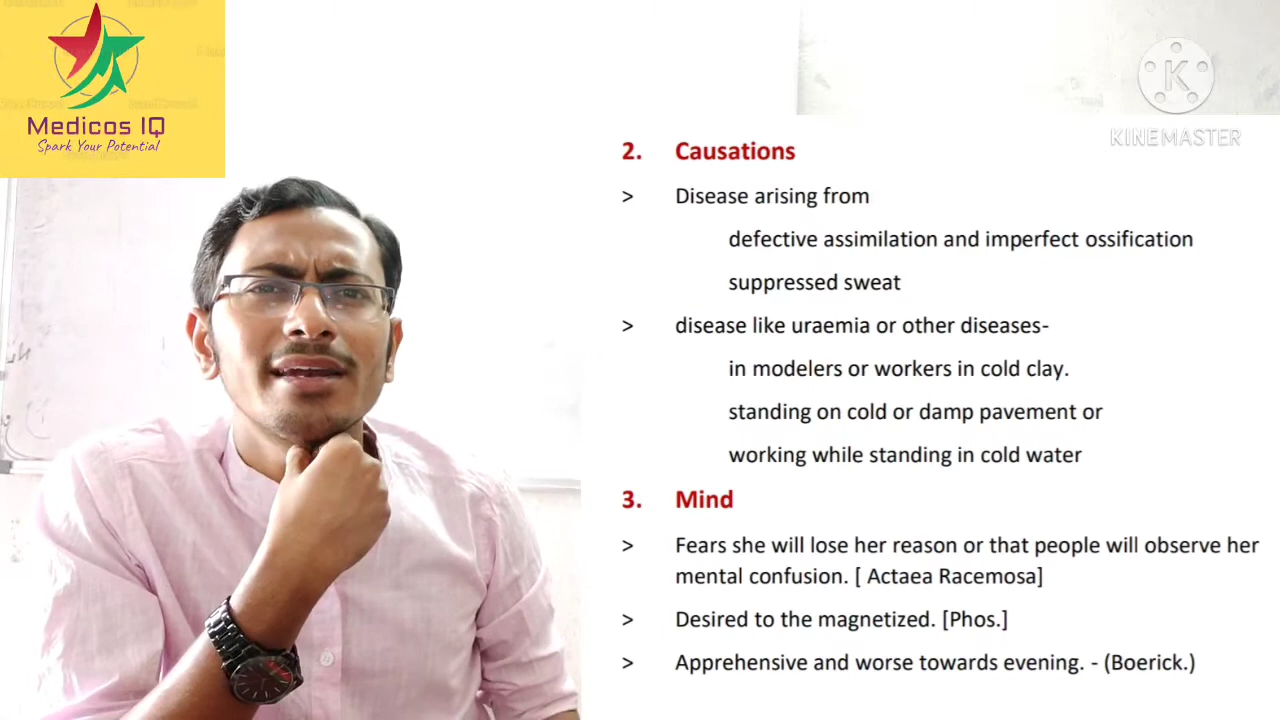 Medicos IQ
Spark Your Potential
KINEMASTER
2. Causations
> Disease arising from
defective assimilation and imperfect ossification
suppressed sweat
> disease like uraemia or other diseases-
in modelers or workers in cold clay.
standing on cold or damp pavement or
working while standing in cold water
3. Mind
> Fears she will lose her reason or that people will observe her
mental confusion. [ Actaea Racemosa]
> Desired to the magnetized. [Phos.]
> Apprehensive and worse towards evening. - (Boerick.)